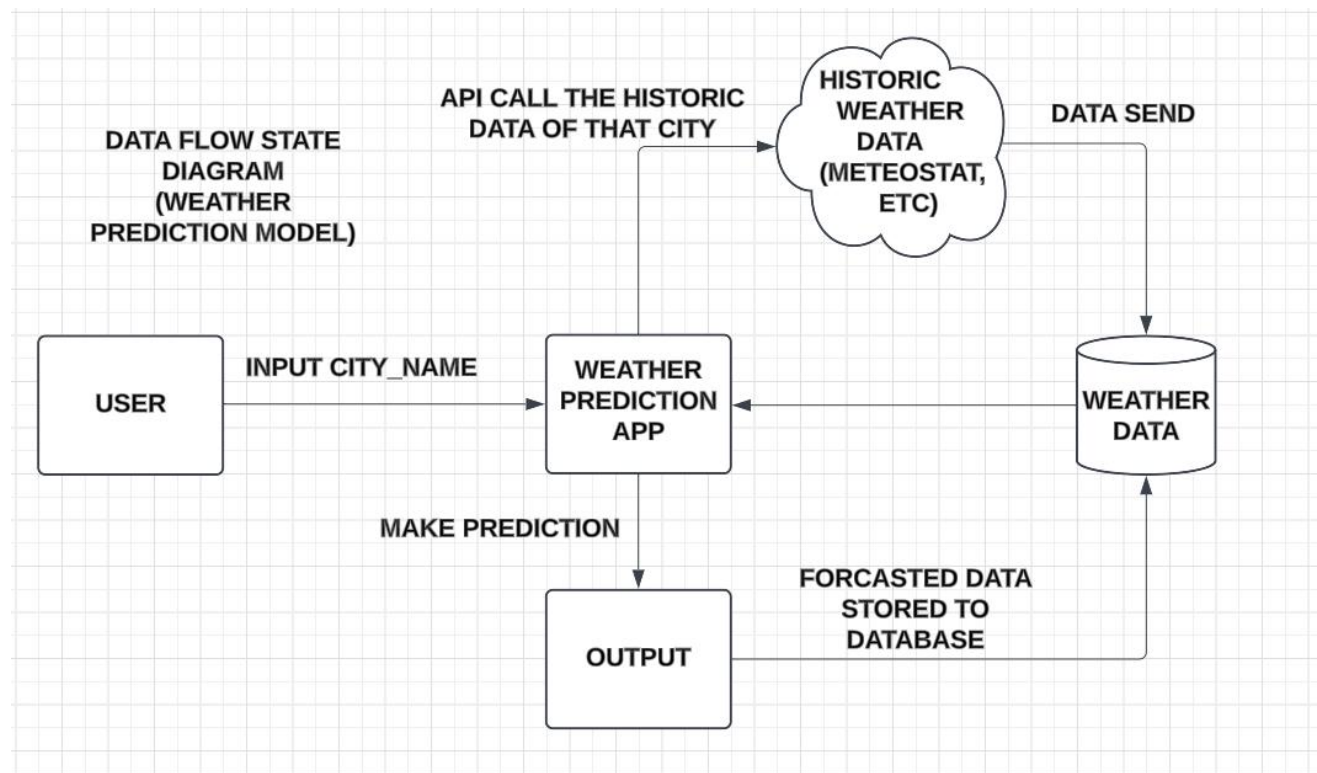 DATA FLOW STATE
DIAGRAM
(WEATHER
PREDICTION MODEL)
API CALL THE HISTORIC
DATA OF THAT CITY
HISTORIC
WEATHER
DATA
(METEOSTAT,
ETC)
DATA SEND
USER
INPUT CITY_NAME
WEATHER
PREDICTION
APP
WEATHER
DATA
MAKE PREDICTION
OUTPUT
FORCASTED DATA
STORED TO
DATABASE